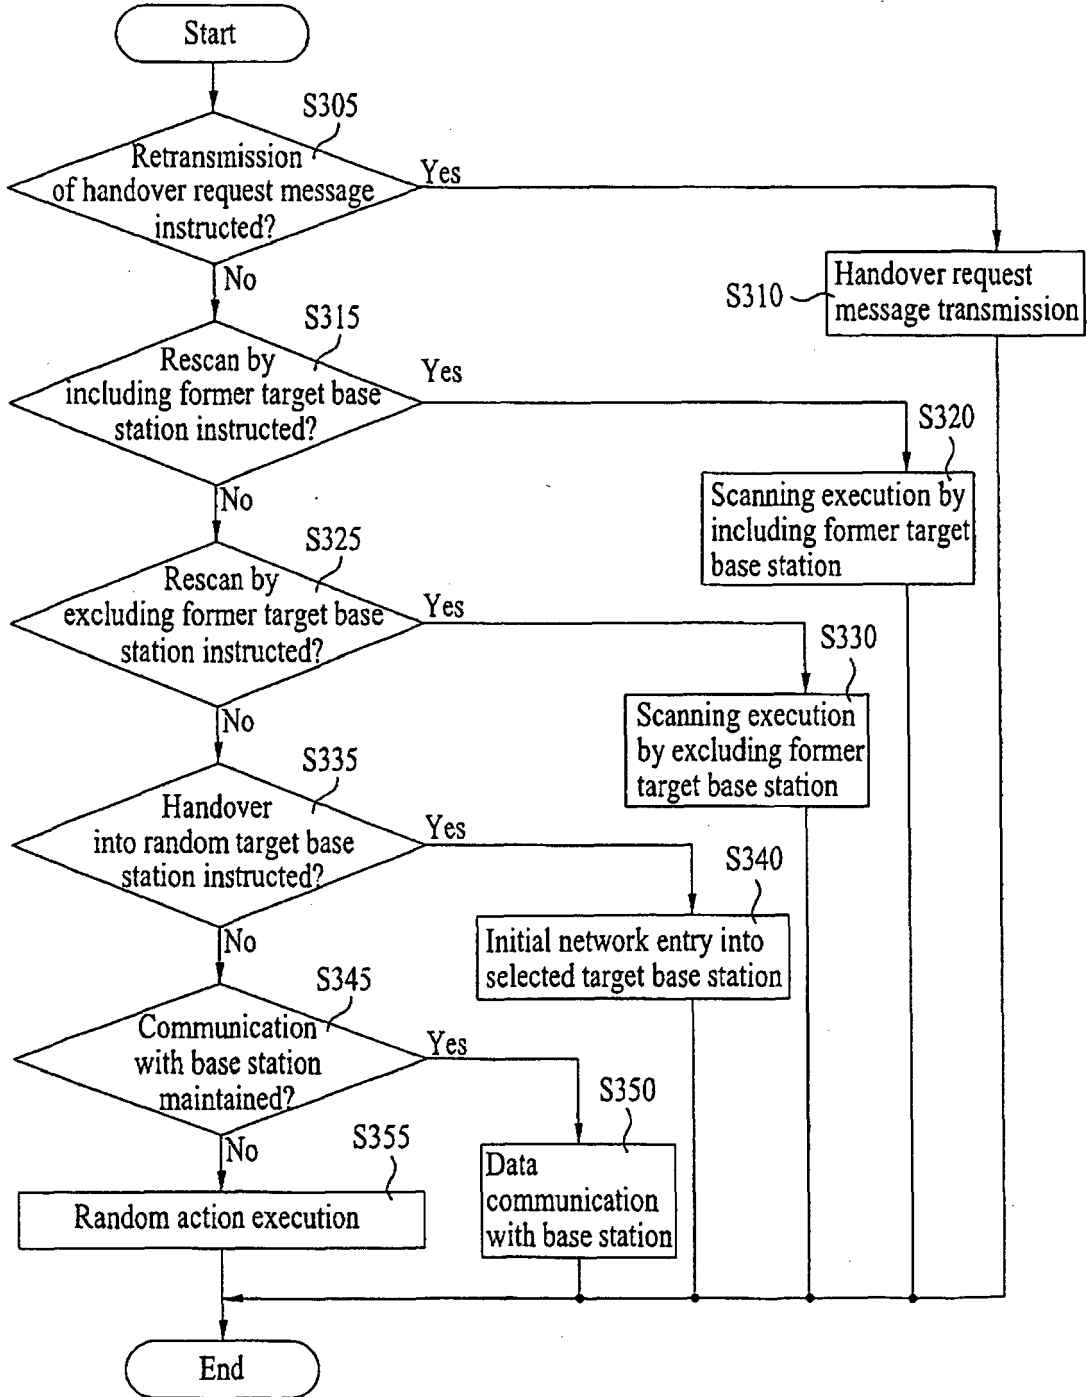 Start
S305
Retransmission
of handover request message
instructed?
Yes
No
S310
Handover request
message transmission
S315
Rescan by
including former target base
station instructed?
Yes
No
S320
Scanning execution by
including former target
base station
S325
Rescan by
excluding former target base
station instructed?
Yes
No
S330
Scanning execution
by excluding former
target base station
S335
Handover
into random target base
station instructed?
Yes
No
S340
Initial network entry into
selected target base station
S345
Communication
with base station
maintained?
Yes
No
S350
Data
communication
with base station
S355
Random action execution
End